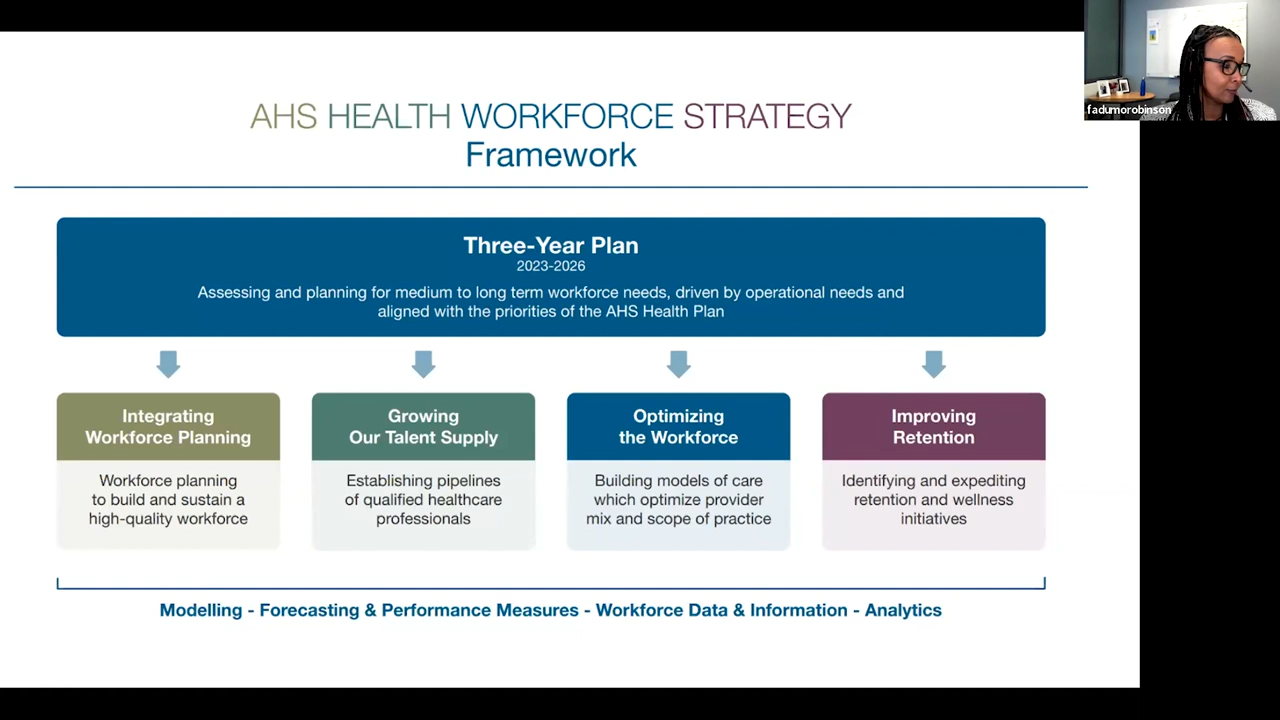 fadumorobinson
AHS HEALTH WORKFORCE STRATEGY
Framework
Three-Year Plan
2023-2026
Assessing and planning for medium to long term workforce needs, driven by operational needs and
aligned with the priorities of the AHS Health Plan
Integrating
Workforce Planning
Workforce planning
to build and sustain a
high-quality workforce
Growing
Our Talent Supply
Establishing pipelines
of qualified healthcare
professionals
Optimizing
the Workforce
Building models of care
which optimize provider
mix and scope of practice
Improving
Retention
Identifying and expediting
retention and wellness
initiatives
Modelling - Forecasting & Performance Measures - Workforce Data & Information - Analytics